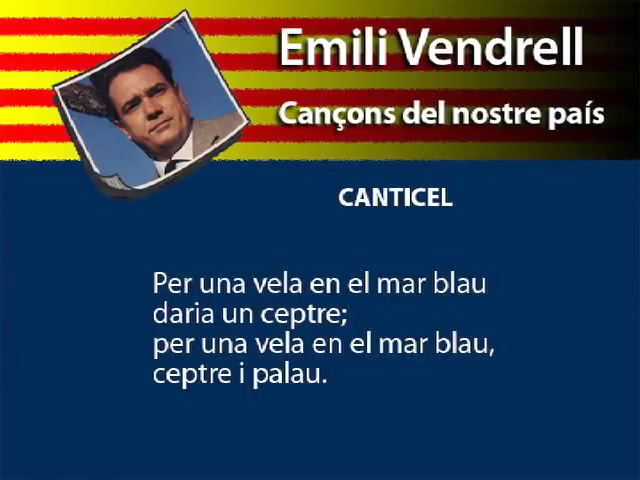 Emili Vendrell
Cançons del nostre país
CANTICEL
Per una vela en el mar blau
daria un ceptre;
per una vela en el mar blau,
ceptre i palau.